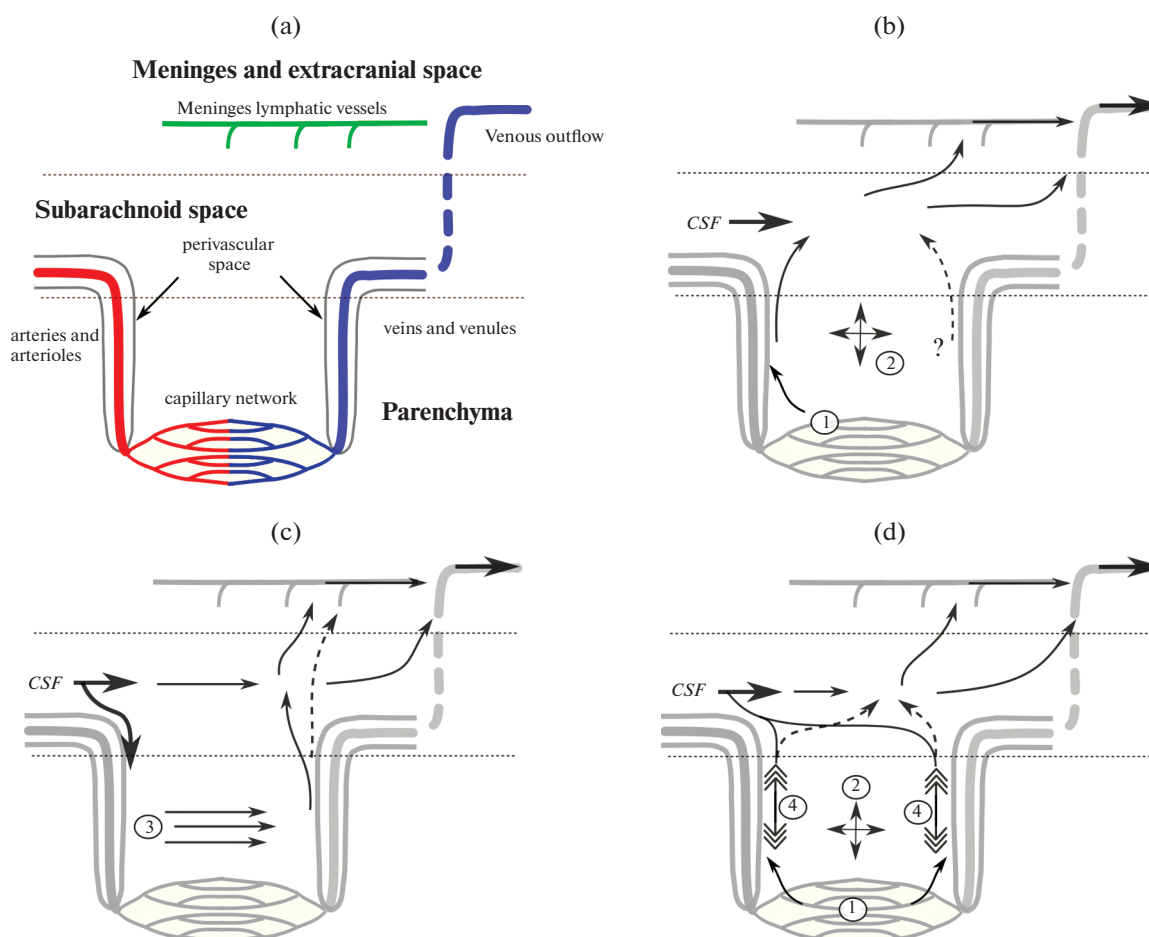 (a)
Meninges and extracranial space
Meninges lymphatic vessels
Venous outflow
Subarachnoid space
perivascular
space
arteries and
arterioles
veins and venules
capillary network
Parenchyma
(b)
CSF
?
2
1
(c)
CSF
3
(d)
CSF
2
4
4
1